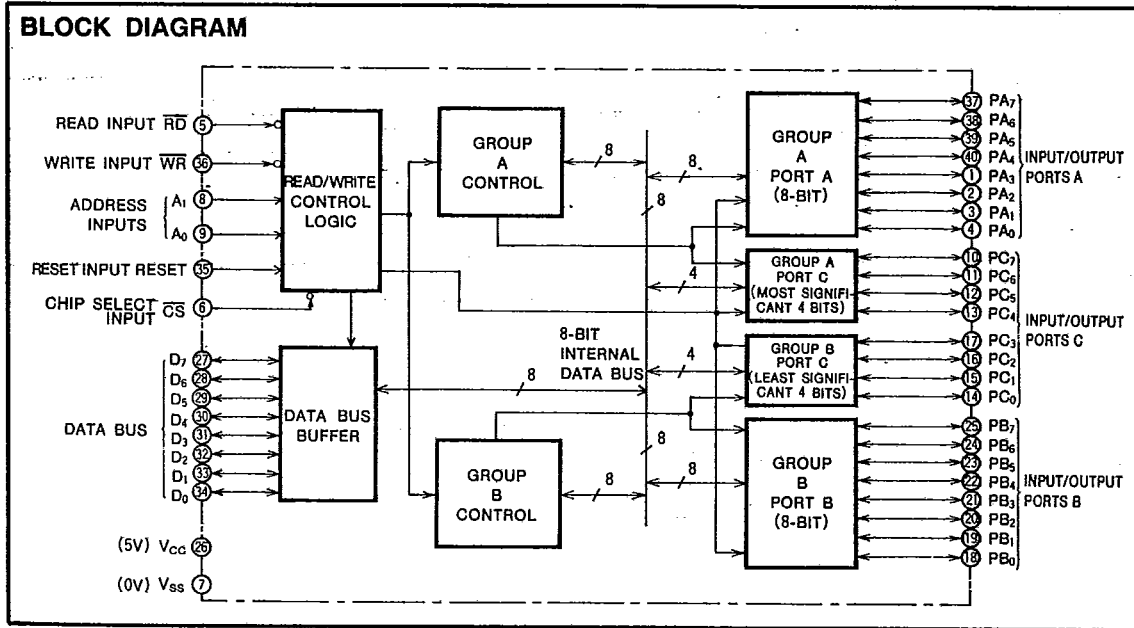 BLOCK DIAGRAM
READ INPUT RD 5
WRITE INPUT WR 36
ADDRESS INPUTS
A1 8
A0 9
RESET INPUT RESET 35
CHIP SELECT INPUT CS 6
DATA BUS
D7 27
D6 28
D5 29
D4 30
D3 31
D2 32
D1 33
D0 34
(5V) VCC 26
(0V) VSS 7
READ/WRITE
CONTROL
LOGIC
DATA BUS
BUFFER
GROUP
A
CONTROL
8
GROUP
B
CONTROL
8
8
8-BIT
INTERNAL
DATA BUS
8
8
4
4
8
8
GROUP
A
PORT A
(8-BIT)
GROUP A
PORT C
(MOST SIGNIFI-
CANT 4 BITS)
GROUP B
PORT C
(LEAST SIGNIFI-
CANT 4 BITS)
GROUP
B
PORT B
(8-BIT)
37 PA7
38 PA6
39 PA5
40 PA4
1 PA3
2 PA2
3 PA1
4 PA0
INPUT/OUTPUT
PORTS A
10 PC7
11 PC6
12 PC5
13 PC4
17 PC3
16 PC2
15 PC1
14 PC0
INPUT/OUTPUT
PORTS C
25 PB7
24 PB6
23 PB5
22 PB4
21 PB3
20 PB2
19 PB1
18 PB0
INPUT/OUTPUT
PORTS B